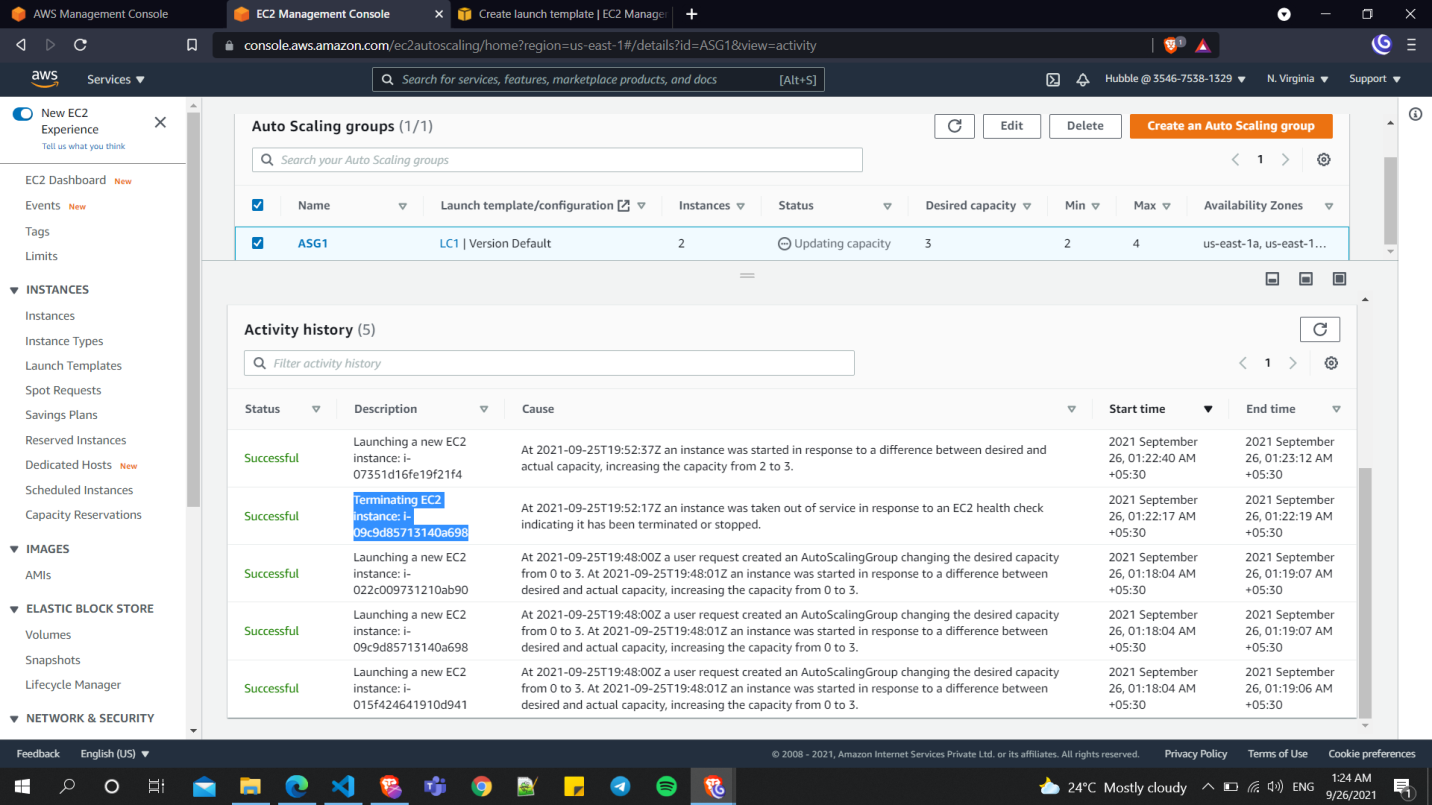 AWS Management Console
EC2 Management Console
Create launch template | EC2 Manage
console.aws.amazon.com/ec2autoscaling/home?region=us-east-1#/details?id=ASG1&view=activity
1
aws
Services
Search for services, features, marketplace products, and docs
[Alt+S]
Hubble @ 3546-7538-1329
N. Virginia
Support
New EC2
Experience
Tell us what you think
EC2 Dashboard New
Events New
Tags
Limits
INSTANCES
Instances
Instance Types
Launch Templates
Spot Requests
Savings Plans
Reserved Instances
Dedicated Hosts New
Scheduled Instances
Capacity Reservations
IMAGES
AMIs
ELASTIC BLOCK STORE
Volumes
Snapshots
Lifecycle Manager
NETWORK & SECURITY
Auto Scaling groups (1/1)
Edit
Delete
Create an Auto Scaling group
Search your Auto Scaling groups
1
Name
Launch template/configuration
Instances
Status
Desired capacity
Min
Max
Availability Zones
ASG1
LC1 | Version Default
2
Updating capacity
3
2
4
us-east-1a, us-east-1...
Activity history (5)
Filter activity history
1
Status
Description
Cause
Start time
End time
Successful
Launching a new EC2
instance: i-
07351d16fe19f21f4
At 2021-09-25T19:52:37Z an instance was started in response to a difference between desired and
actual capacity, increasing the capacity from 2 to 3.
2021 September
26, 01:22:40 AM
+05:30
2021 September
26, 01:23:12 AM
+05:30
Successful
Terminating EC2
instance: i-
09c9d85713140a698
At 2021-09-25T19:52:17Z an instance was taken out of service in response to an EC2 health check
indicating it has been terminated or stopped.
2021 September
26, 01:22:17 AM
+05:30
2021 September
26, 01:22:19 AM
+05:30
Successful
Launching a new EC2
instance: i-
022c009731210ab90
At 2021-09-25T19:48:00Z a user request created an AutoScalingGroup changing the desired capacity
from 0 to 3. At 2021-09-25T19:48:01Z an instance was started in response to a difference between
desired and actual capacity, increasing the capacity from 0 to 3.
2021 September
26, 01:18:04 AM
+05:30
2021 September
26, 01:19:07 AM
+05:30
Successful
Launching a new EC2
instance: i-
09c9d85713140a698
At 2021-09-25T19:48:00Z a user request created an AutoScalingGroup changing the desired capacity
from 0 to 3. At 2021-09-25T19:48:01Z an instance was started in response to a difference between
desired and actual capacity, increasing the capacity from 0 to 3.
2021 September
26, 01:18:04 AM
+05:30
2021 September
26, 01:19:07 AM
+05:30
Successful
Launching a new EC2
instance: i-
015f424641910d941
At 2021-09-25T19:48:00Z a user request created an AutoScalingGroup changing the desired capacity
from 0 to 3. At 2021-09-25T19:48:01Z an instance was started in response to a difference between
desired and actual capacity, increasing the capacity from 0 to 3.
2021 September
26, 01:18:04 AM
+05:30
2021 September
26, 01:19:06 AM
+05:30
Feedback
English (US)
© 2008 - 2021, Amazon Internet Services Private Ltd. or its affiliates. All rights reserved.
Privacy Policy
Terms of Use
Cookie preferences
24°C Mostly cloudy
ENG
1:24 AM
9/26/2021
1